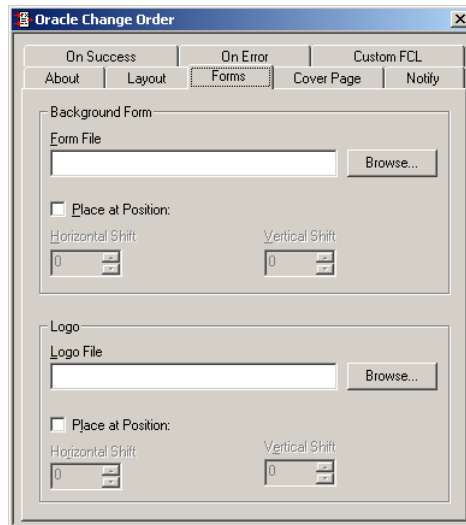 Oracle Change Order
On Success On Error Custom FCL
About Layout Forms Cover Page Notify
Background Form
Form File
Browse...
Place at Position:
Horizontal Shift Vertical Shift
0 0
Logo
Logo File
Browse...
Place at Position:
Horizontal Shift Vertical Shift
0 0